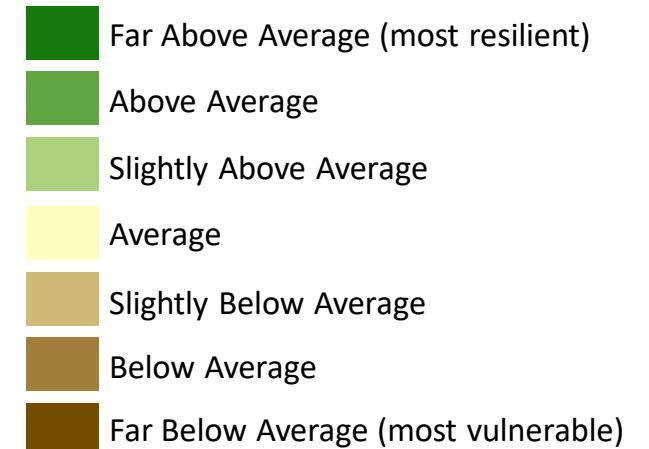 Far Above Average (most resilient)
Above Average
Slightly Above Average
Average
Slightly Below Average
Below Average
Far Below Average (most vulnerable)